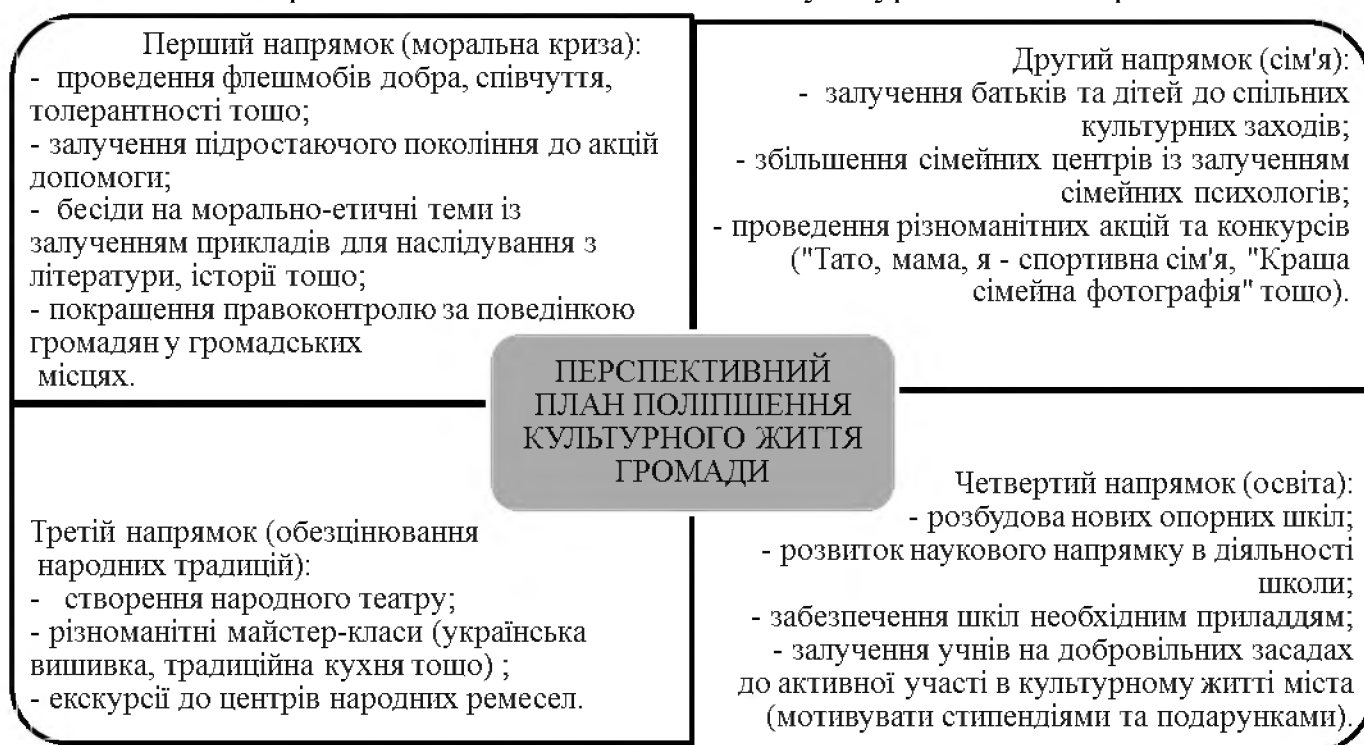 Перший напрямок (моральна криза):
- проведення флешмобів добра, співчуття,
толерантності тощо;
- залучення підростаючого покоління до акцій
допомоги;
- бесіди на морально-етичні теми із
залученням прикладів для наслідування з
літератури, історії тощо;
- покращення правоконтролю за поведінкою
громадян у громадських
місцях.
Другий напрямок (сім'я):
- залучення батьків та дітей до спільних
культурних заходів;
- збільшення сімейних центрів із залученням
сімейних психологів;
- проведення різноманітних акцій та конкурсів
("Тато, мама, я - спортивна сім'я, "Краща
сімейна фотографія" тощо).
ПЕРСПЕКТИВНИЙ
ПЛАН ПОЛІПШЕННЯ
КУЛЬТУРНОГО ЖИТТЯ
ГРОМАДИ
Третій напрямок (обезцінювання
народних традицій):
- створення народного театру;
- різноманітні майстер-класи (українська
вишивка, традиційна кухня тощо) ;
- екскурсії до центрів народних ремесел.
Четвертий напрямок (освіта):
- розбудова нових опорних шкіл;
- розвиток наукового напрямку в діяльності
школи;
- забезпечення шкіл необхідним приладдям;
- залучення учнів на добровільних засадах
до активної участі в культурному житті міста
(мотивувати стипендіями та подарунками).